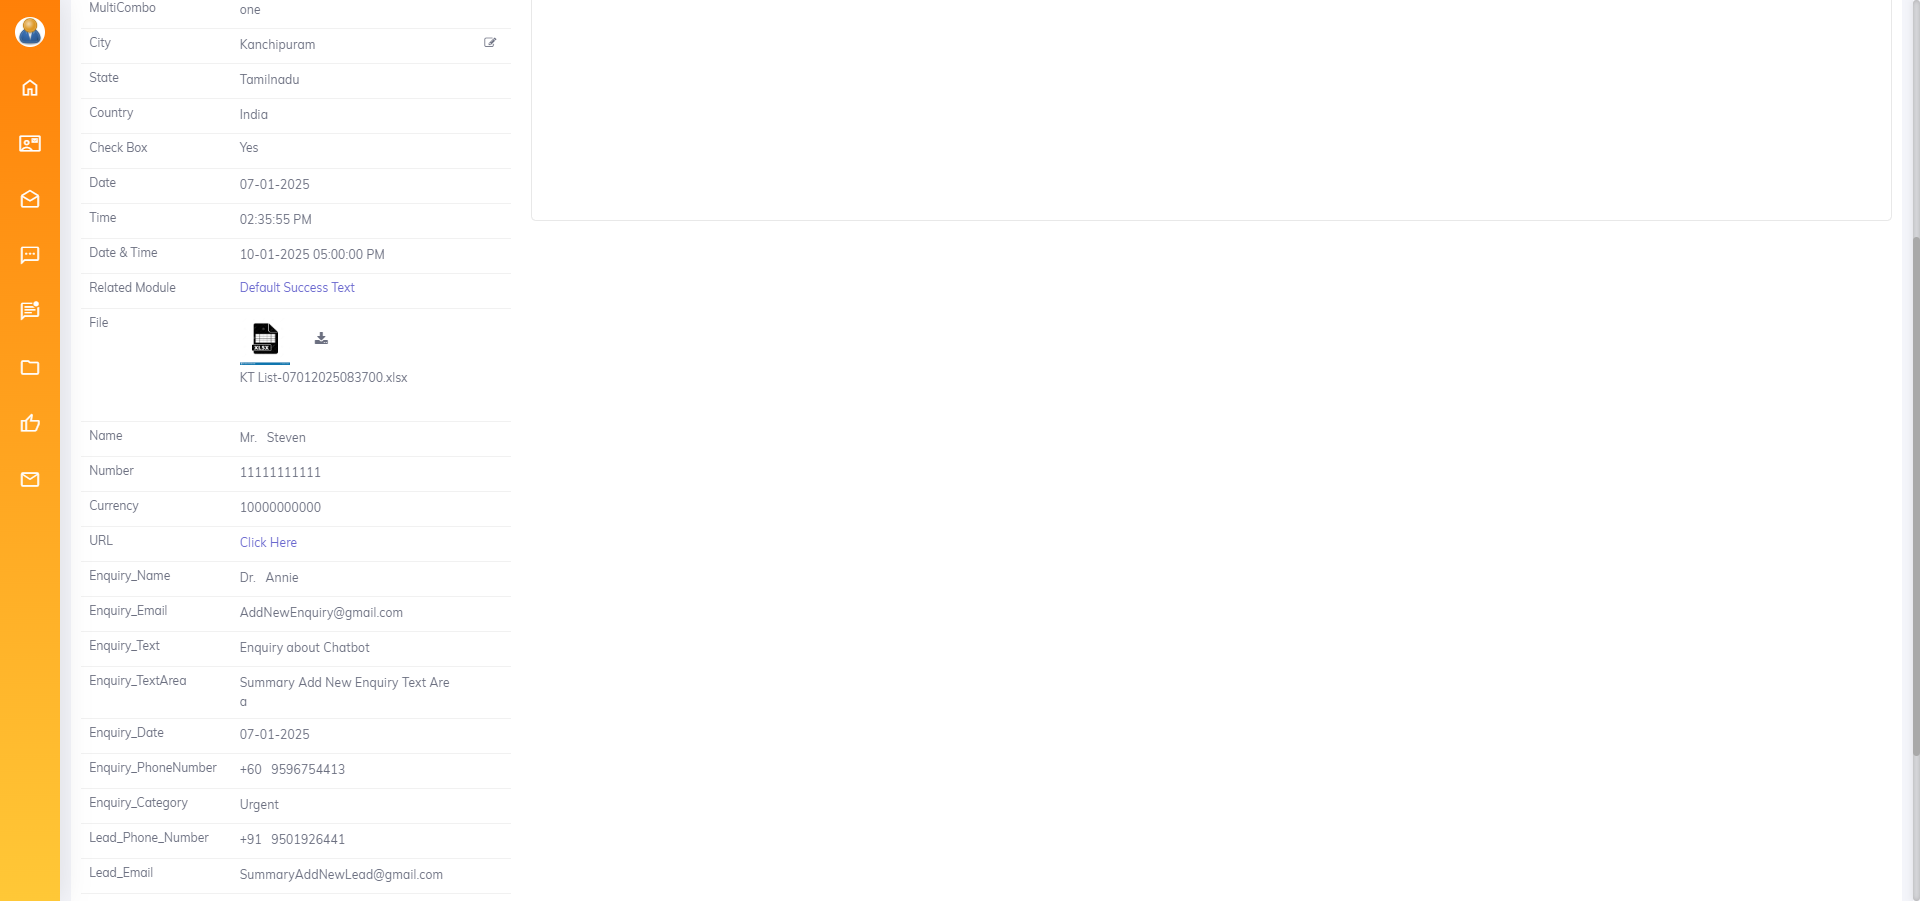 MultiCombo one
City Kanchipuram
State Tamilnadu
Country India
Check Box Yes
Date 07-01-2025
Time 02:35:55 PM
Date & Time 10-01-2025 05:00:00 PM
Related Module Default Success Text
File
XLSX
KT List-07012025083700.xlsx
Name Mr. Steven
Number 11111111111
Currency 10000000000
URL Click Here
Enquiry_Name Dr. Annie
Enquiry_Email AddNewEnquiry@gmail.com
Enquiry_Text Enquiry about Chatbot
Enquiry_TextArea Summary Add New Enquiry Text Are
a
Enquiry_Date 07-01-2025
Enquiry_PhoneNumber +60 9596754413
Enquiry_Category Urgent
Lead_Phone_Number +91 9501926441
Lead_Email SummaryAddNewLead@gmail.com